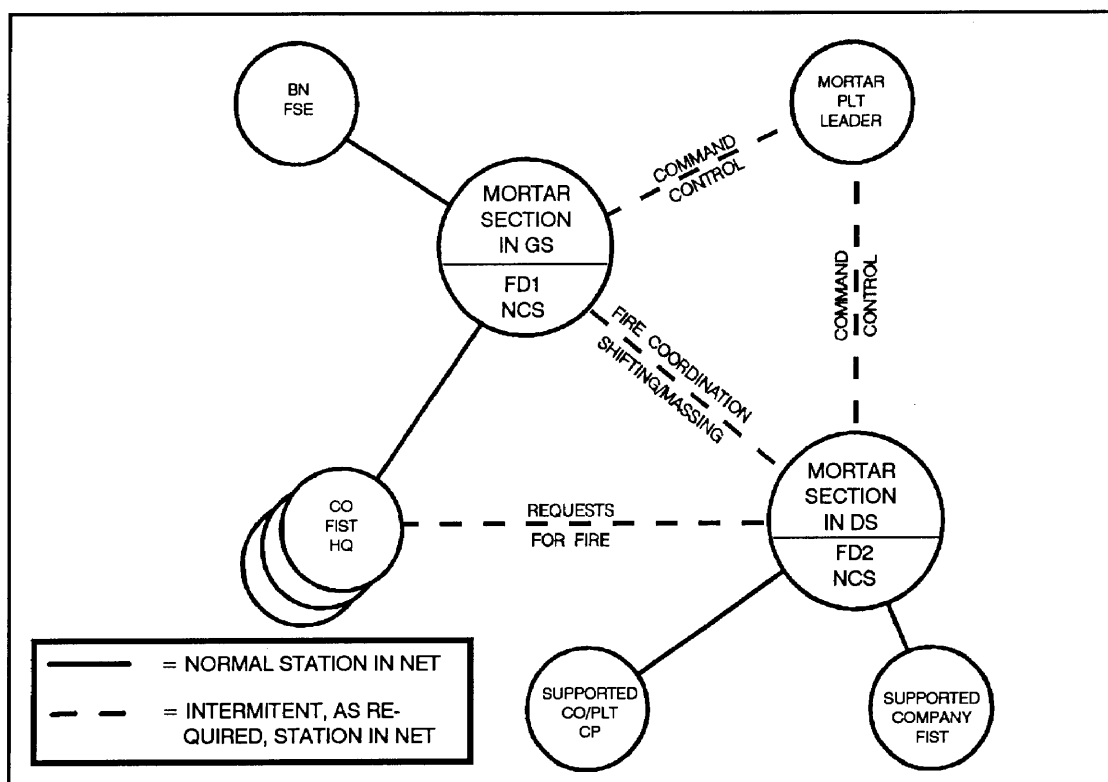 BN
FSE
MORTAR
PLT
LEADER
COMMAND
CONTROL
MORTAR
SECTION
IN GS
FD1
NCS
COMMAND
CONTROL
FIRE COORDINATION
SHIFTING/MASSING
CO
FIST
HQ
REQUESTS
FOR FIRE
MORTAR
SECTION
IN DS
FD2
NCS
= NORMAL STATION IN NET
= INTERMITENT, AS RE-
QUIRED, STATION IN NET
SUPPORTED
CO/PLT
CP
SUPPORTED
COMPANY
FIST